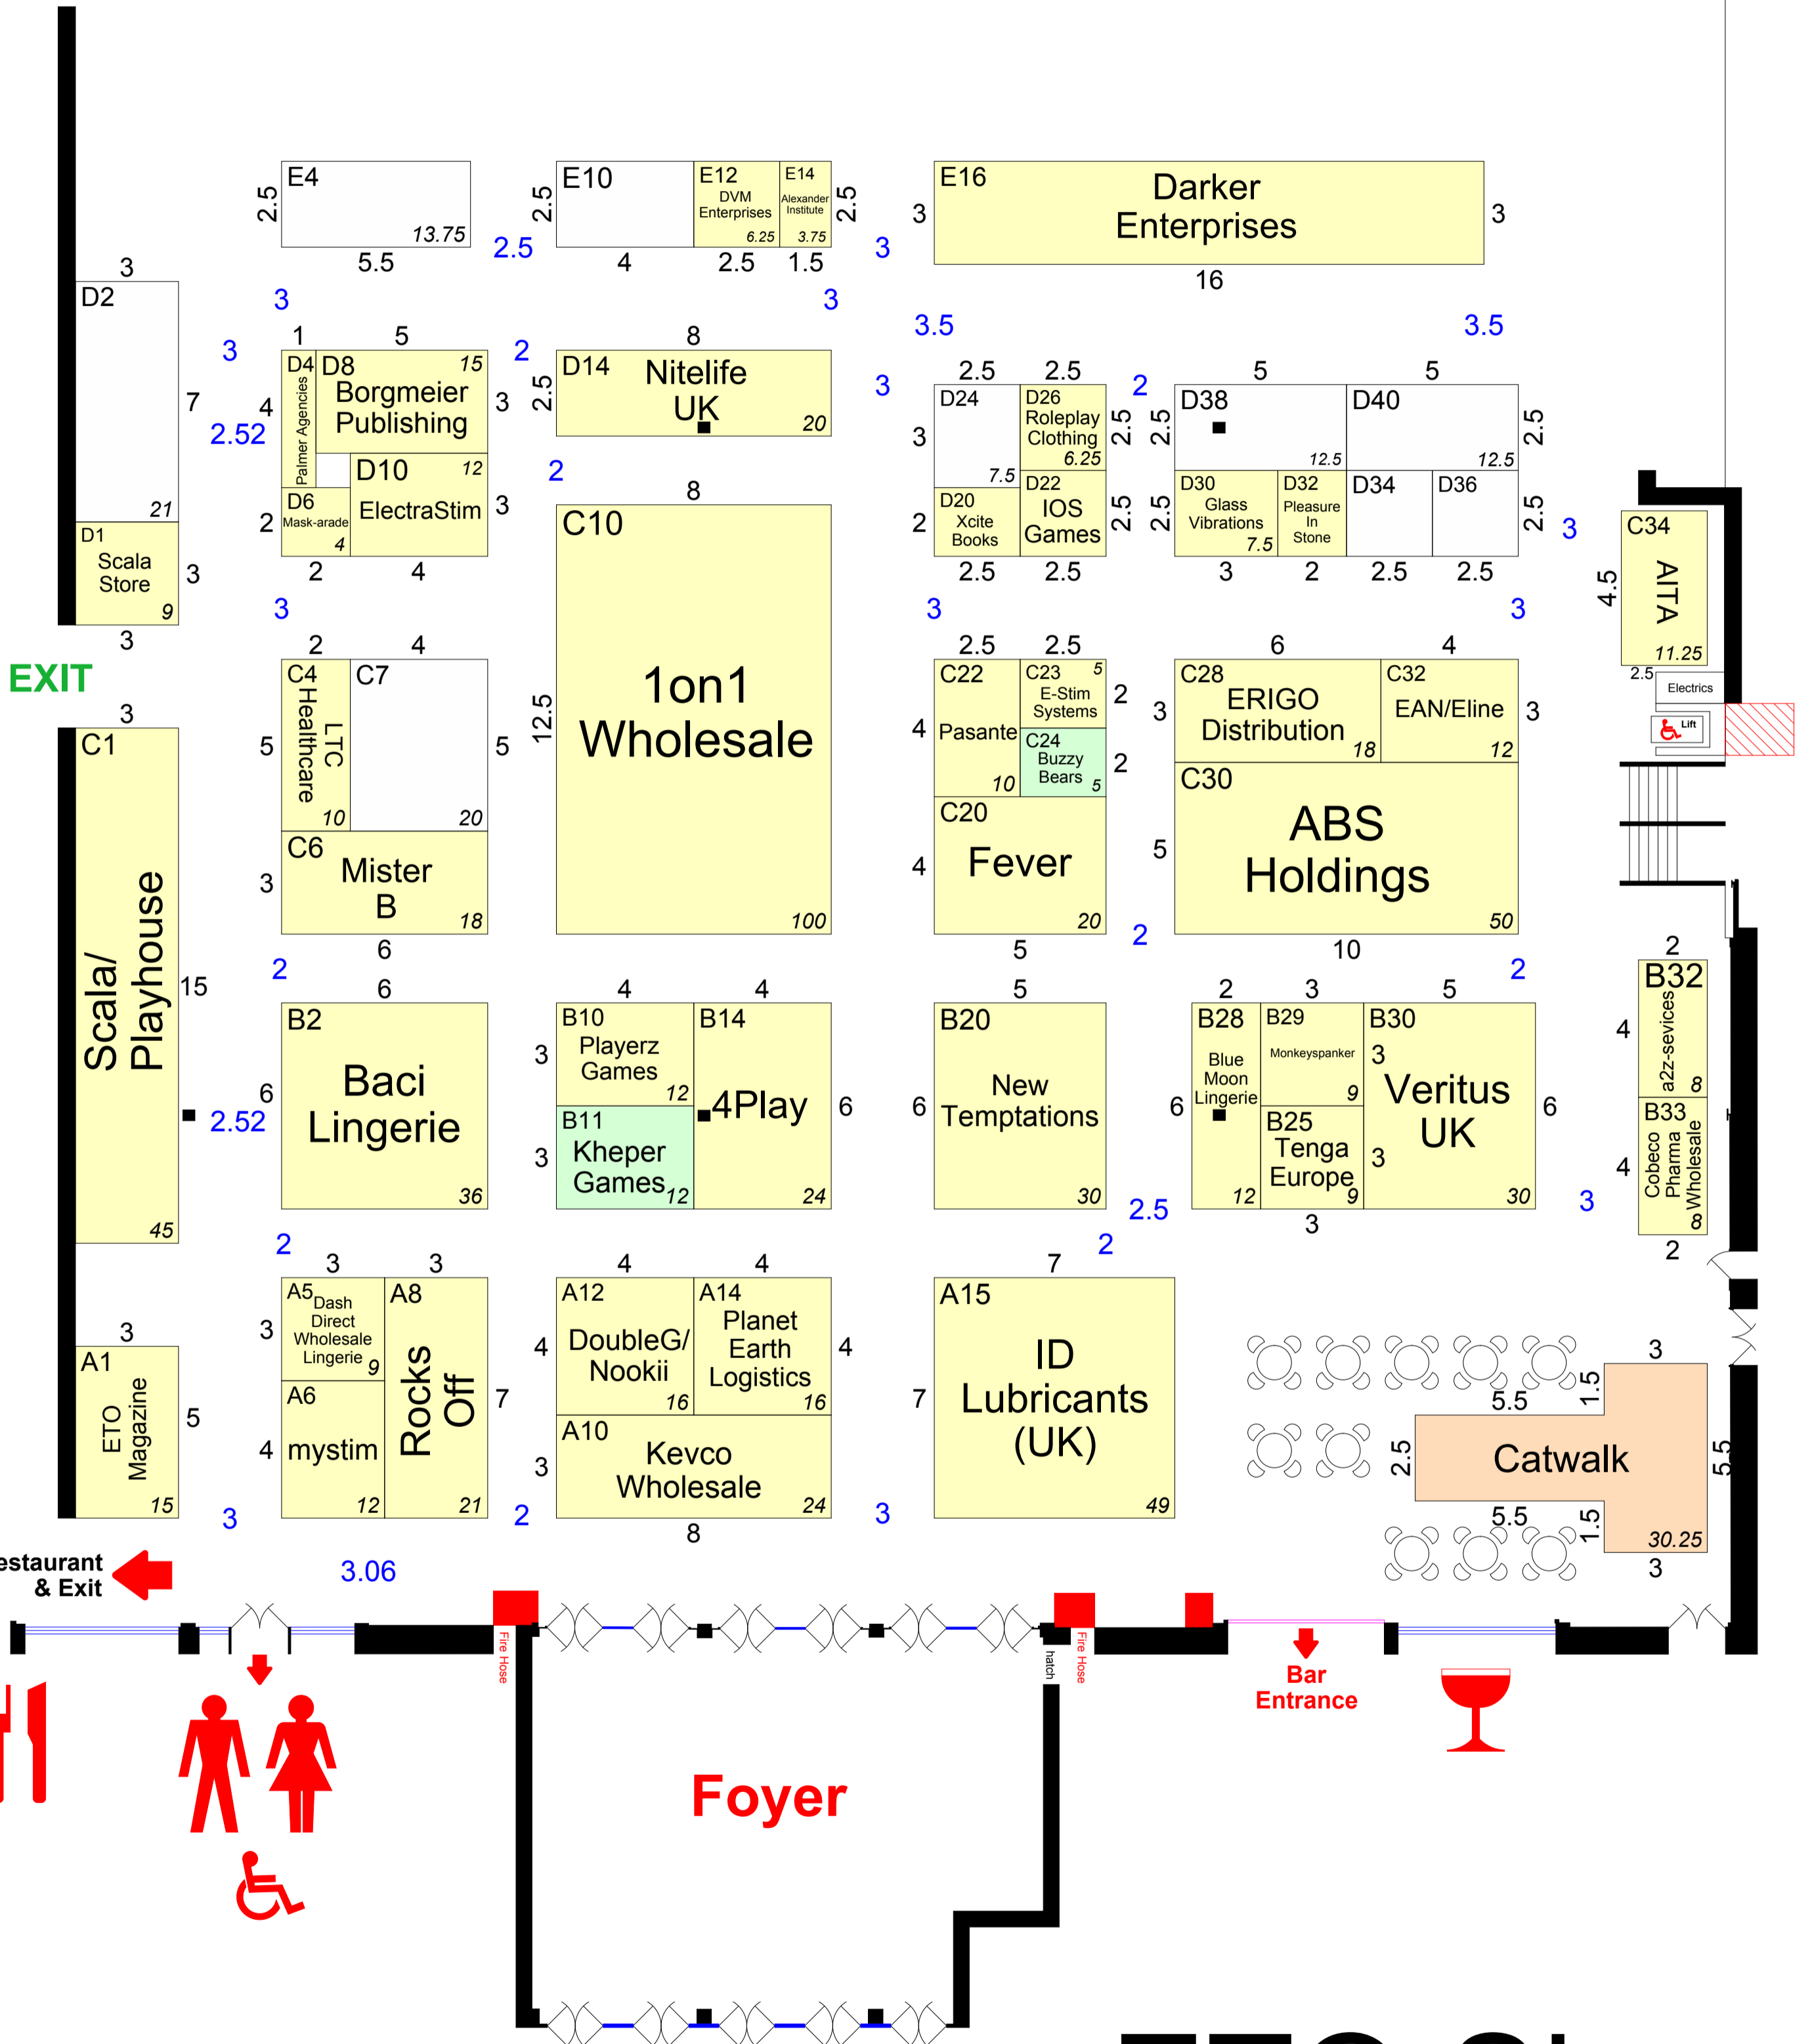 E4
13.75
2.5
5.5
2.5
E10
2.5
4
E12
DVM
Enterprises
6.25
2.5
E14
Alexander
Institute
3.75
1.5
2.5
3
E16
Darker
Enterprises
3
3
16
3
D2
21
7
3
3
3
3.5
3.5
2.52
D1
Scala
Store
9
3
3
1
5
D4
Palmer Agencies
4
D8
15
Borgmeier
Publishing
3
D6
Mask-arade
4
2
2
D10
12
ElectraStim
3
4
2
8
D14
Nitelife
UK
20
2.5
2
3
2.5
2.5
D24
7.5
3
D26
Roleplay
Clothing
6.25
2.5
D20
Xcite
Books
2
2.5
D22
IOS
Games
2.5
2.5
2
5
5
D38
12.5
2.5
D40
12.5
2.5
D30
Glass
Vibrations
7.5
2.5
3
D32
Pleasure
In
Stone
2
D34
2.5
D36
2.5
2.5
3
C34
AITA
11.25
4.5
2.5
Electrics
Lift
EXIT
3
3
3
3
C1
Scala/
Playhouse
45
15
2
4
C4
LTC
Healthcare
10
5
C7
20
5
C6
Mister
B
18
3
6
8
C10
1on1
Wholesale
100
12.5
2.5
2.5
C22
Pasante
10
4
C23
5
E-Stim
Systems
2
C24
Buzzy
Bears
5
2
C20
Fever
20
4
5
6
4
C28
ERIGO
Distribution
18
3
C32
EAN/Eline
12
3
C30
ABS
Holdings
50
5
10
2
2
2
2.52
6
B2
Baci
Lingerie
36
6
4
4
B10
Playerz
Games
12
3
B11
Kheper
Games
12
3
B14
4Play
24
6
5
B20
New
Temptations
30
6
2
3
5
B28
Blue
Moon
Lingerie
12
6
B29
Monkeyspanker
9
3
B25
Tenga
Europe
9
3
3
B30
Veritus
UK
30
6
2
B32
a2z-sevices
8
4
B33
Cobeco
Pharma
Wholesale
8
4
2
2
2.5
2
3
3
A1
ETO
Magazine
15
5
3
3
3
A5
Dash
Direct
Wholesale
Lingerie
9
3
A6
mystim
12
4
A8
Rocks
Off
21
7
2
4
4
A12
DoubleG/
Nookii
16
4
A14
Planet
Earth
Logistics
16
4
A10
Kevco
Wholesale
24
3
8
3
7
A15
ID
Lubricants
(UK)
49
7
3
5.5
1.5
2.5
Catwalk
5.5
5.5
1.5
30.25
3
estaurant
& Exit
3.06
Fire Hose
hatch
Fire Hose
Bar
Entrance
Foyer